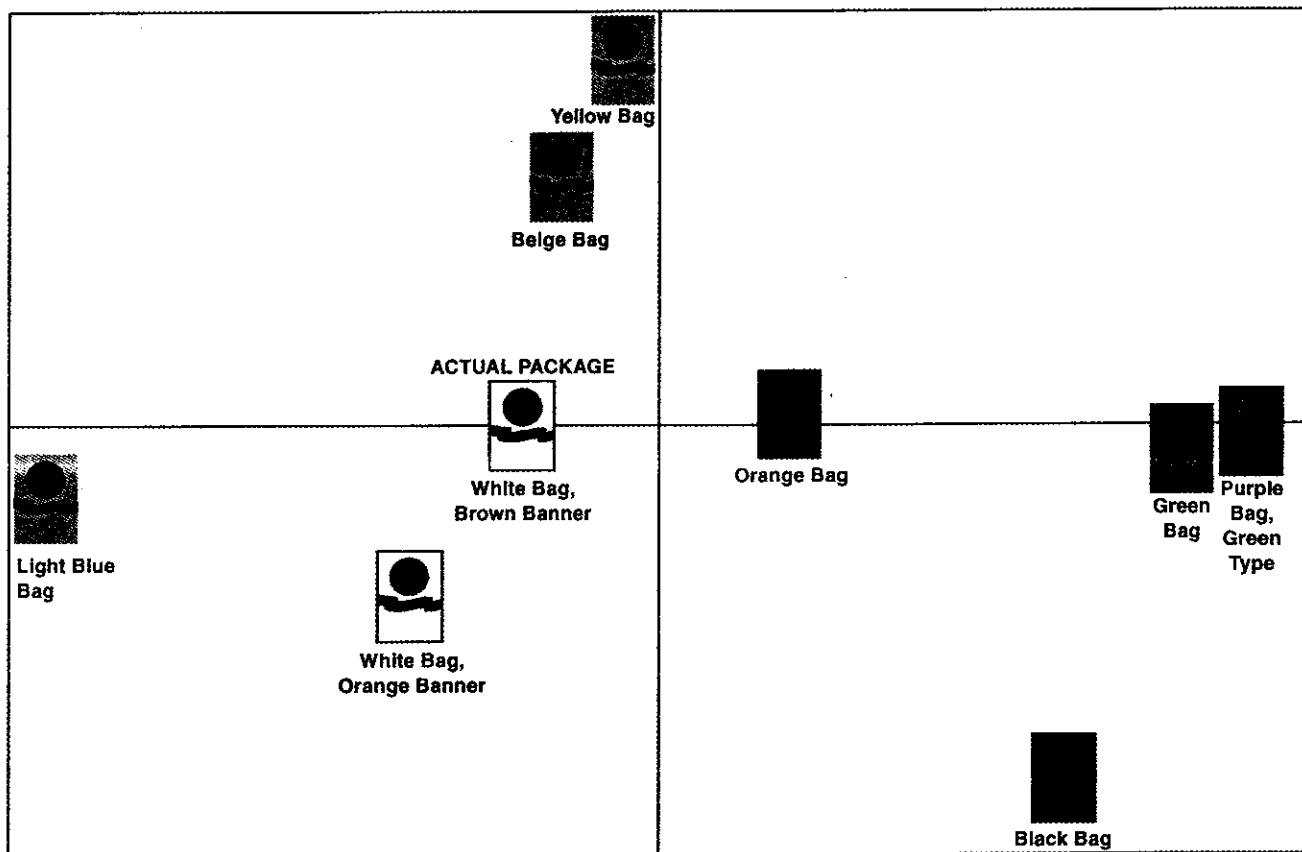 Yellow Bag
Beige Bag
ACTUAL PACKAGE
White Bag,
Brown Banner
Orange Bag
Green
Bag
Purple
Bag,
Green
Type
Light Blue
Bag
White Bag,
Orange Banner
Black Bag